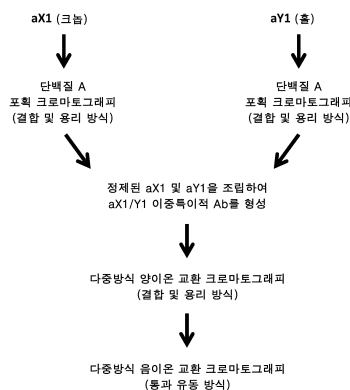 aX1 (크놉)
aY1 (홀)
단백질 A
포획 크로마토그래피
(결합 및 용리 방식)
단백질 A
포획 크로마토그래피
(결합 및 용리 방식)
정제된 aX1 및 aY1을 조립하여
aX1/Y1 이중특이적 Ab를 형성
다중방식 양이온 교환 크로마토그래피
(결합 및 용리 방식)
다중방식 음이온 교환 크로마토그래피
(통과 유동 방식)